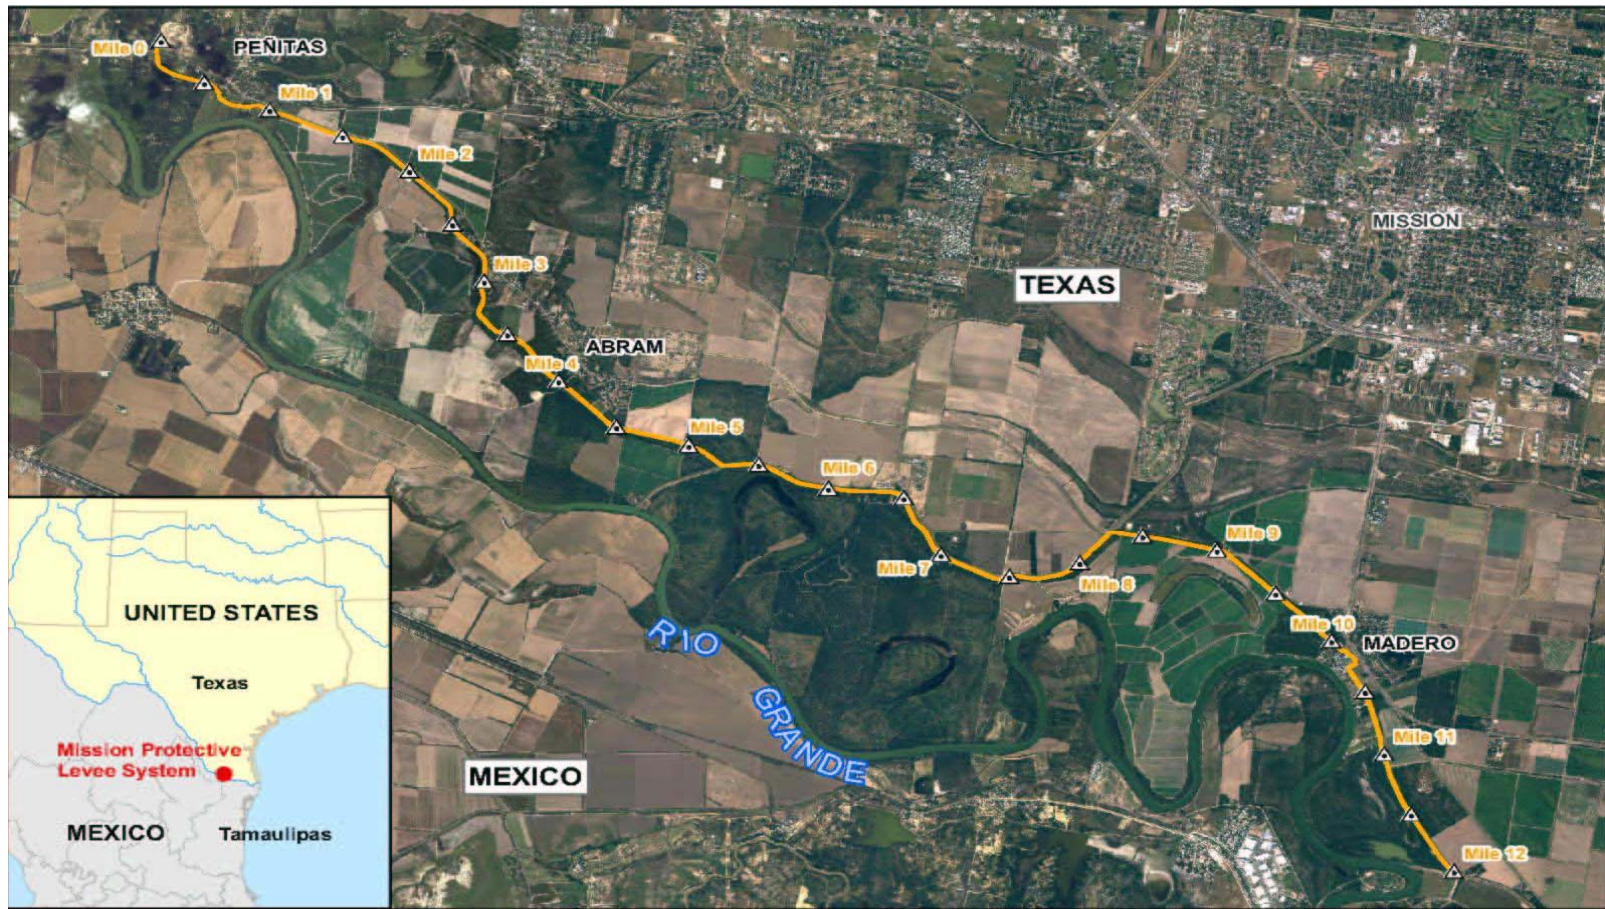 Mile 0
PEÑITAS
Mile 1
Mile 2
MISSION
Mile 3
TEXAS
ABRAM
Mile 4
Mile 5
Mile 6
Mile 7
Mile 8
Mile 9
Mile 10
MADERO
RIO
GRANDE
Mile 11
MEXICO
Mile 12
UNITED STATES
Texas
Mission Protective
Levee System
MEXICO
Tamaulipas